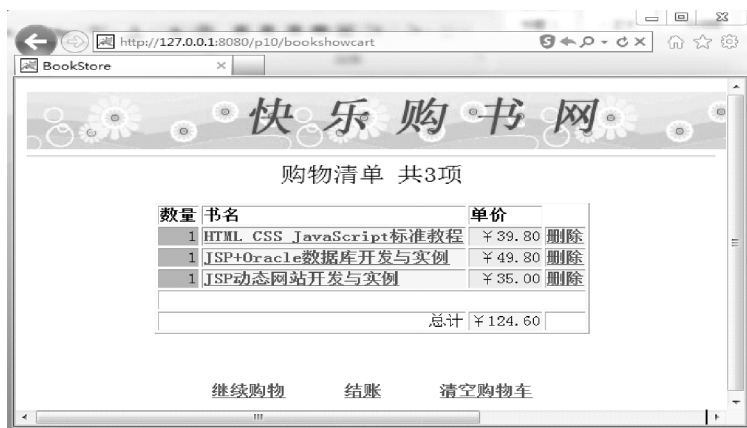 http://127.0.0.1:8080/p10/bookshowcart
BookStore
快乐购书网
购物清单 共3项
数量 书名 单价
1 HTML CSS JavaScript标准教程 ￥39.80 删除
1 JSP+Oracle数据库开发与实例 ￥49.80 删除
1 JSP动态网站开发与实例 ￥35.00 删除
总计 ￥124.60
继续购物 结账 清空购物车